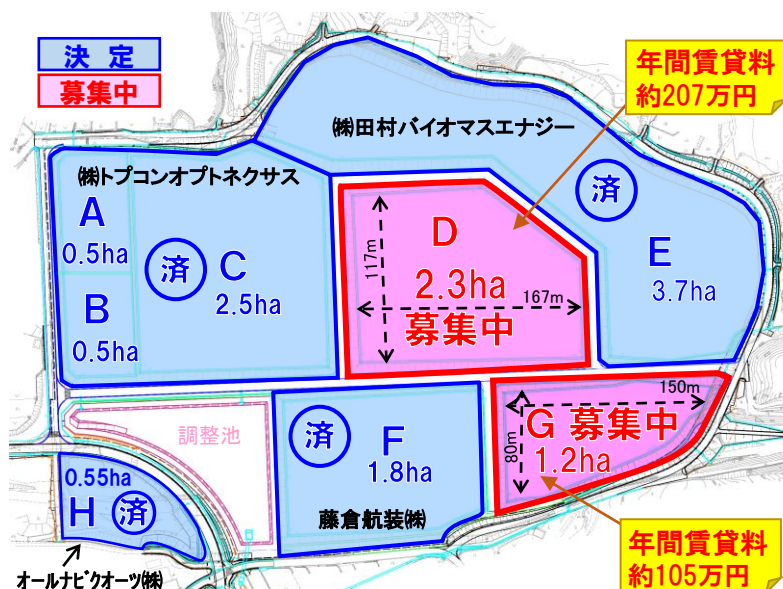 決定
募集中
年間賃貸料
約207万円
㈱田村バイオマスエナジー
㈱トプコンオプトネクサス
済
A
0.5ha
D
117m
済
C
E
2.3ha
167m
3.7ha
B
2.5ha
募集中
0.5ha
150m
調整池
済
F
80m
G 募集中
1.8ha
1.2ha
0.55ha
H
済
藤倉航装㈱
年間賃貸料
約105万円
オールナビクオーツ㈱